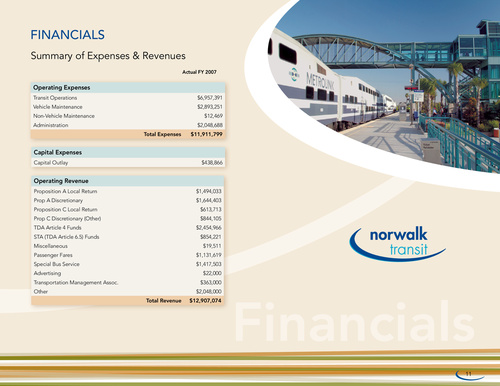 FINANCIALS
Summary of Expenses & Revenues
Actual FY 2007
Operating Expenses
Transit Operations $6,957,391
Vehicle Maintenance $2,893,251
Non-Vehicle Maintenance $12,469
Administration $2,048,688
Total Expenses $11,911,799
Capital Expenses
Capital Outlay $438,866
Operating Revenue
Proposition A Local Return $1,494,033
Prop A Discretionary $1,644,403
Proposition C Local Return $613,713
Prop C Discretionary (Other) $844,105
TDA Article 4 Funds $2,454,966
STA (TDA Article 6.5) Funds $854,221
Miscellaneous $19,511
Passenger Fares $1,131,619
Special Bus Service $1,417,503
Advertising $22,000
Transportation Management Assoc. $363,000
Other $2,048,000
Total Revenue $12,907,074
METROLINK
norwalk
transit
Financials
11